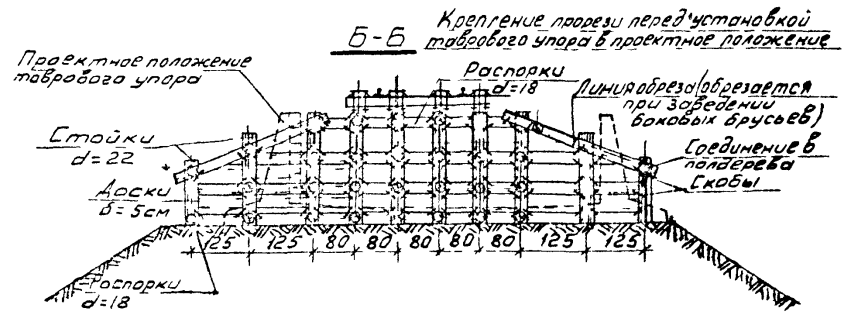 Б-Б
Крепление прорези перед установкой
таврового упора в проектное положение
Проектное положение
таврового упора
Распорки
d=18
Линия обреза (обрезается
при заведении
боковых брусьев)
Стойки
d=22
Соединение в
полдерева
Скобы
Доски
δ=5см
125 125 80 80 80 80 80 125 125
Распорки
d=18